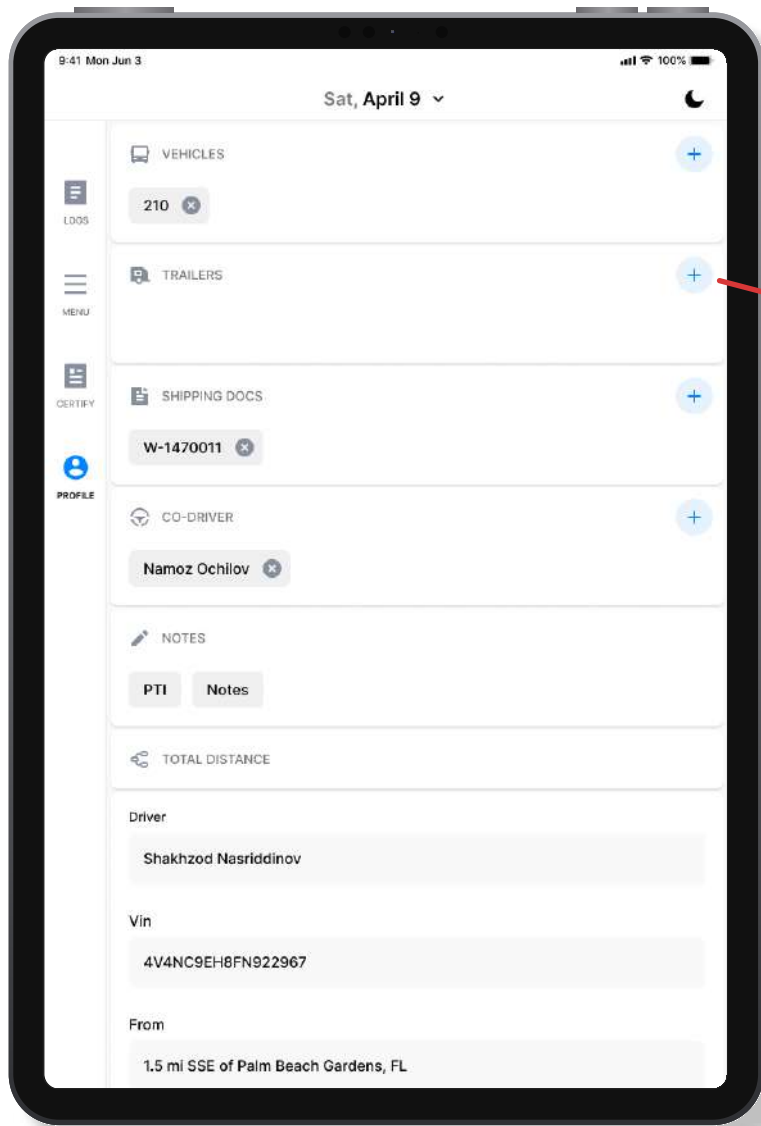 9:41 Mon Jun 3
100%
Sat, April 9
LOGS
MENU
CERTIFY
PROFILE
VEHICLES
210
TRAILERS
SHIPPING DOCS
W-1470011
CO-DRIVER
Namoz Ochilov
NOTES
PTI Notes
TOTAL DISTANCE
Driver
Shakhzod Nasriddinov
Vin
4V4NC9EH8FN922967
From
1.5 mi SSE of Palm Beach Gardens, FL